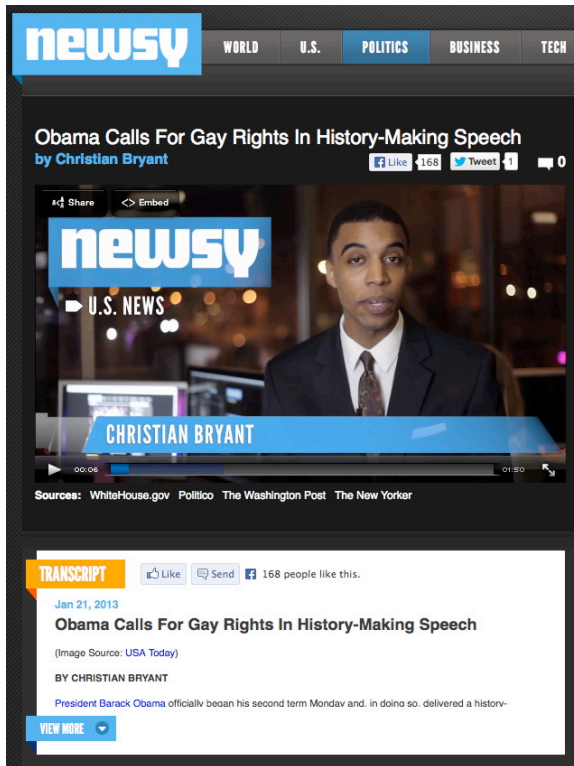 newsy
WORLD U.S. POLITICS BUSINESS TECH
Obama Calls For Gay Rights In History-Making Speech
by Christian Bryant
Like 168 Tweet 1 0
Share <> Embed
newsy
U.S. NEWS
CHRISTIAN BRYANT
00:06 01:50
Sources: WhiteHouse.gov Politico The Washington Post The New Yorker
TRANSCRIPT Like Send 168 people like this.
Jan 21, 2013
Obama Calls For Gay Rights In History-Making Speech
(Image Source: USA Today)
BY CHRISTIAN BRYANT
President Barack Obama officially began his second term Monday and, in doing so, delivered a history-
VIEW MORE